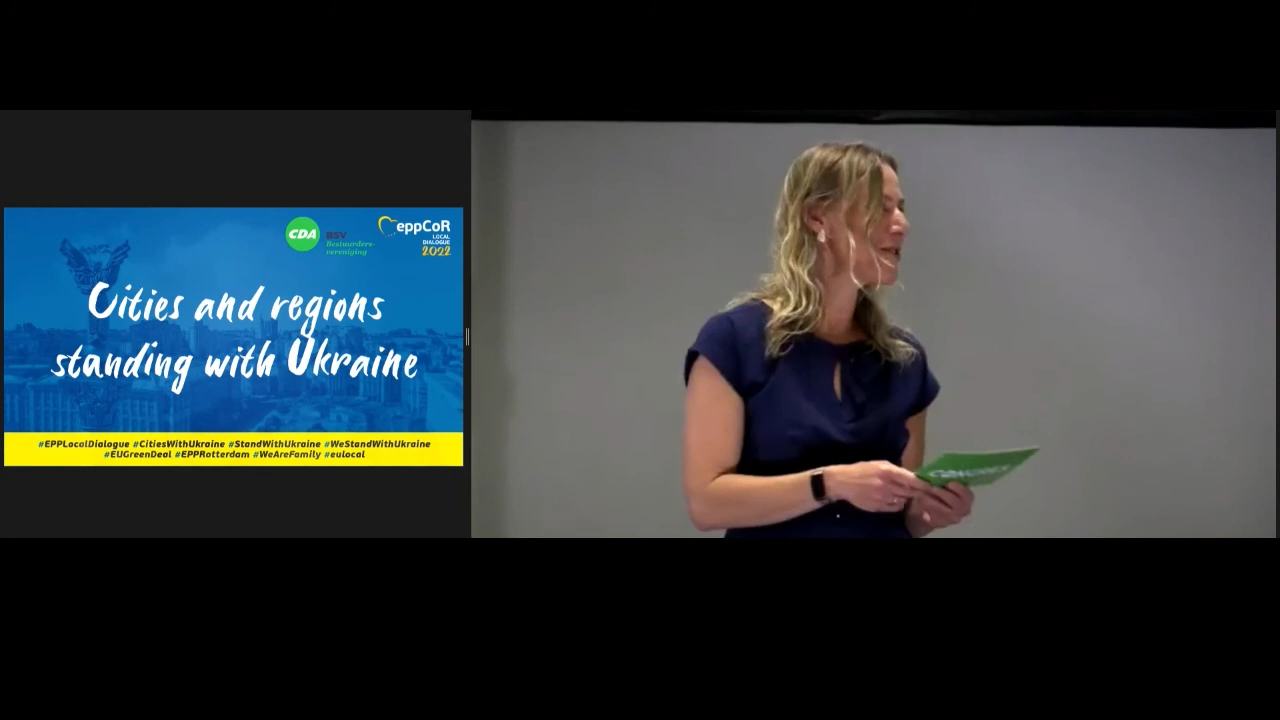 CDA
BSV
Bestuurders-
vereniging
eppCoR
LOCAL
DIALOGUE
2022
Cities and regions
standing with Ukraine
#EPPLocalDialogue #CitiesWithUkraine #StandWithUkraine #WeStandWithUkraine
#EUGreenDeal #EPPRotterdam #WeAreFamily #eulocal